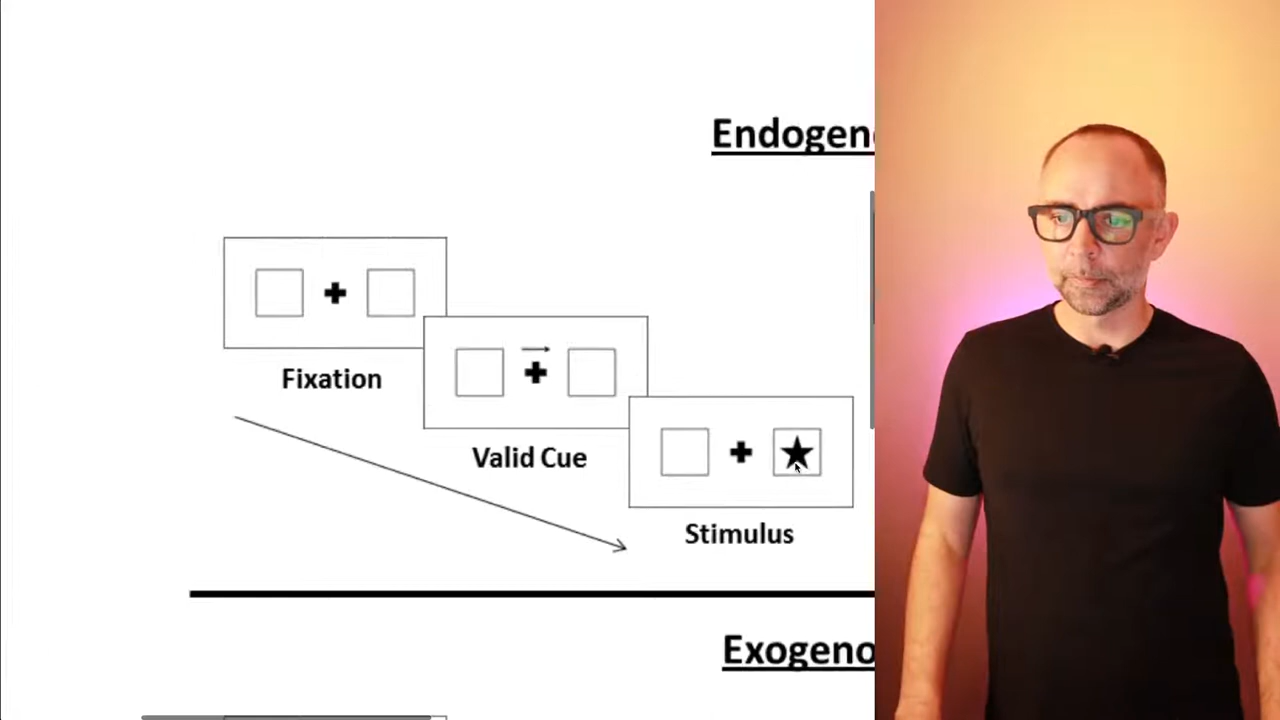 Endogen
Fixation
Valid Cue
Stimulus
Exogeno